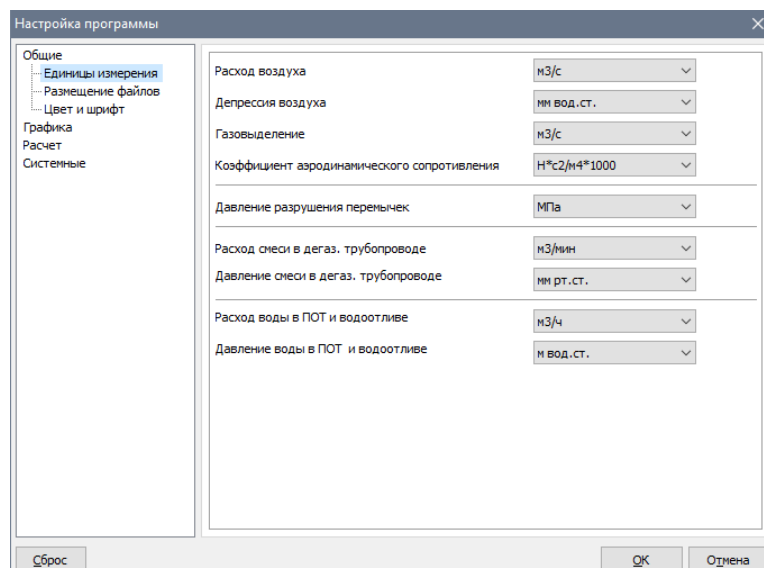 Настройка программы
Общие
Единицы измерения
Размещение файлов
Цвет и шрифт
Графика
Расчет
Системные
Расход воздуха м3/с
Депрессия воздуха мм вод.ст.
Газовыделение м3/с
Коэффициент аэродинамического сопротивления Н*с2/м4*1000
Давление разрушения перемычек МПа
Расход смеси в дегаз. трубопроводе м3/мин
Давление смеси в дегаз. трубопроводе мм рт.ст.
Расход воды в ПОТ и водоотливе м3/ч
Давление воды в ПОТ и водоотливе м вод.ст.
Сброс OK Отмена